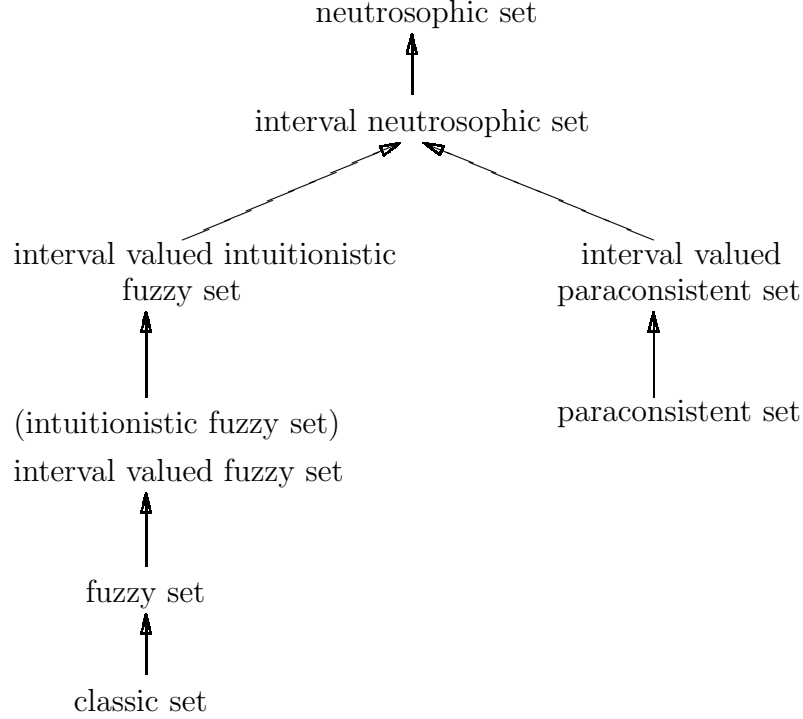 neutrosophic set
interval neutrosophic set
interval valued intuitionistic
fuzzy set
interval valued
paraconsistent set
(intuitionistic fuzzy set)
paraconsistent set
interval valued fuzzy set
fuzzy set
classic set